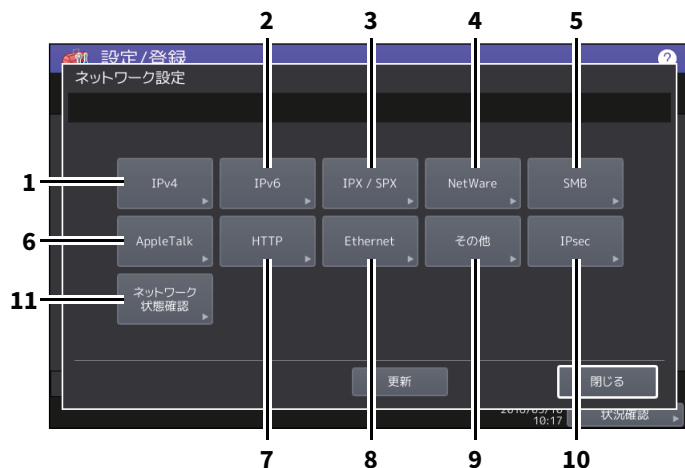 2 3 4 5
設定/登録 ?
ネットワーク設定
1 IPv4 IPv6 IPX / SPX NetWare SMB
6 AppleTalk HTTP Ethernet その他 IPsec
11 ネットワーク
状態確認
更新 閉じる
10:17 状況確認
7 8 9 10